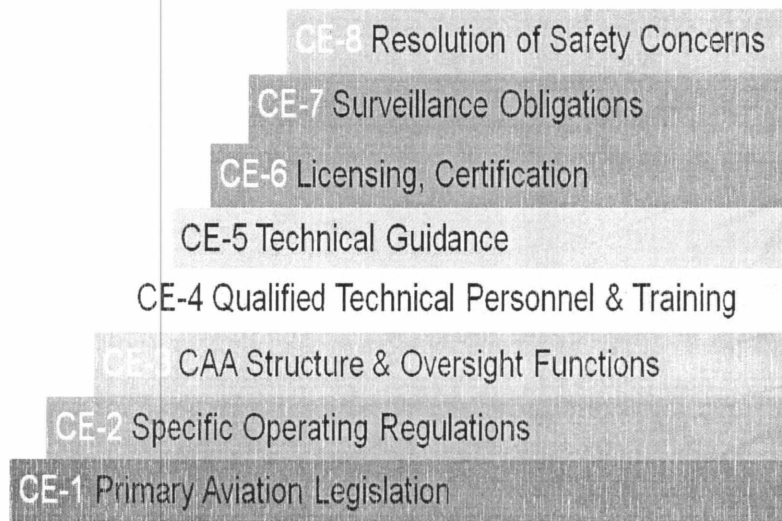 CE-8 Resolution of Safety Concerns
CE-7 Surveillance Obligations
CE-6 Licensing, Certification
CE-5 Technical Guidance
CE-4 Qualified Technical Personnel & Training
CE-3 CAA Structure & Oversight Functions
CE-2 Specific Operating Regulations
CE-1 Primary Aviation Legislation